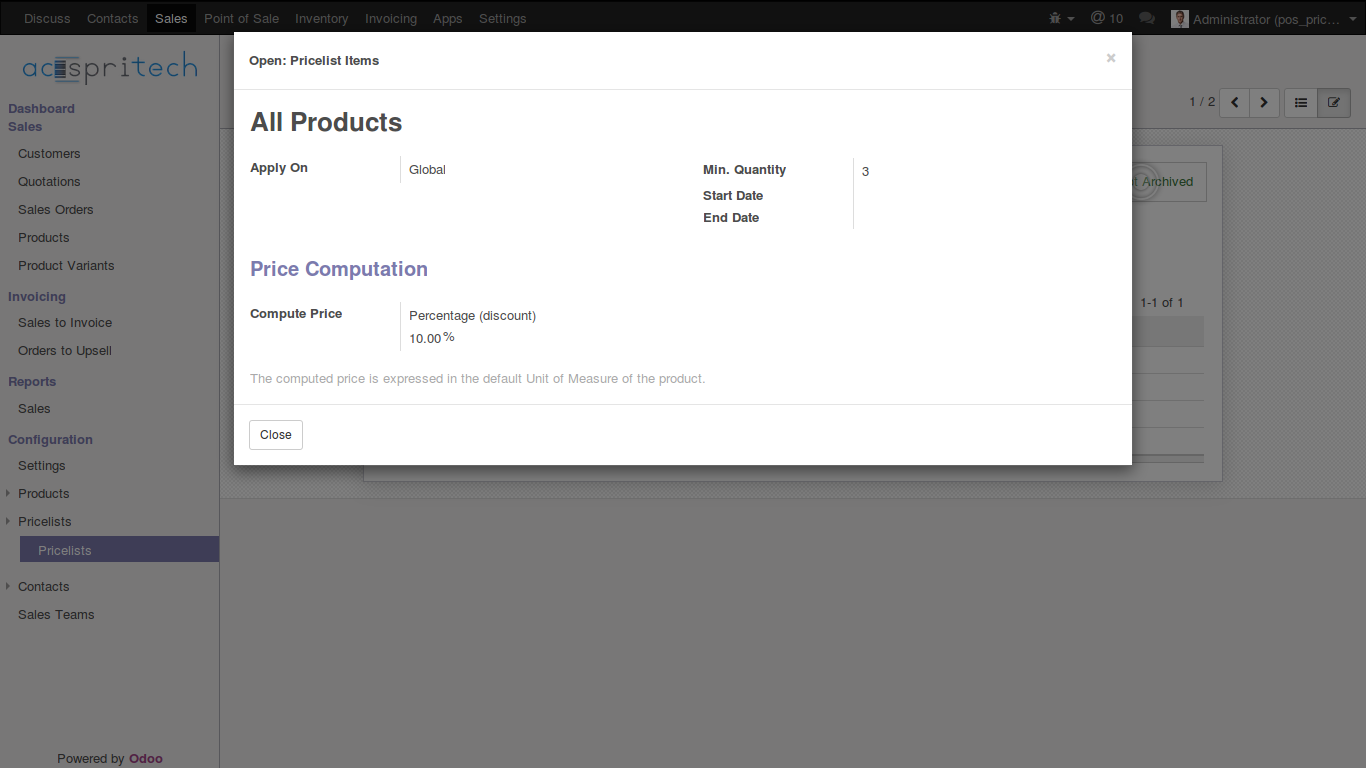 Discuss Contacts Sales Point of Sale Inventory Invoicing Apps Settings @ 10 Administrator (pos_pric...
acespritech
Open: Pricelist Items ×
Dashboard
Sales
1 / 2
All Products
Customers
Apply On Global Min. Quantity 3
Archived
Quotations
Start Date
Sales Orders
End Date
Products
Product Variants
Price Computation
Invoicing
1-1 of 1
Sales to Invoice
Compute Price Percentage (discount)
10.00 %
Orders to Upsell
Reports
The computed price is expressed in the default Unit of Measure of the product.
Sales
Configuration
Close
Settings
Products
Pricelists
Pricelists
Contacts
Sales Teams
Powered by Odoo